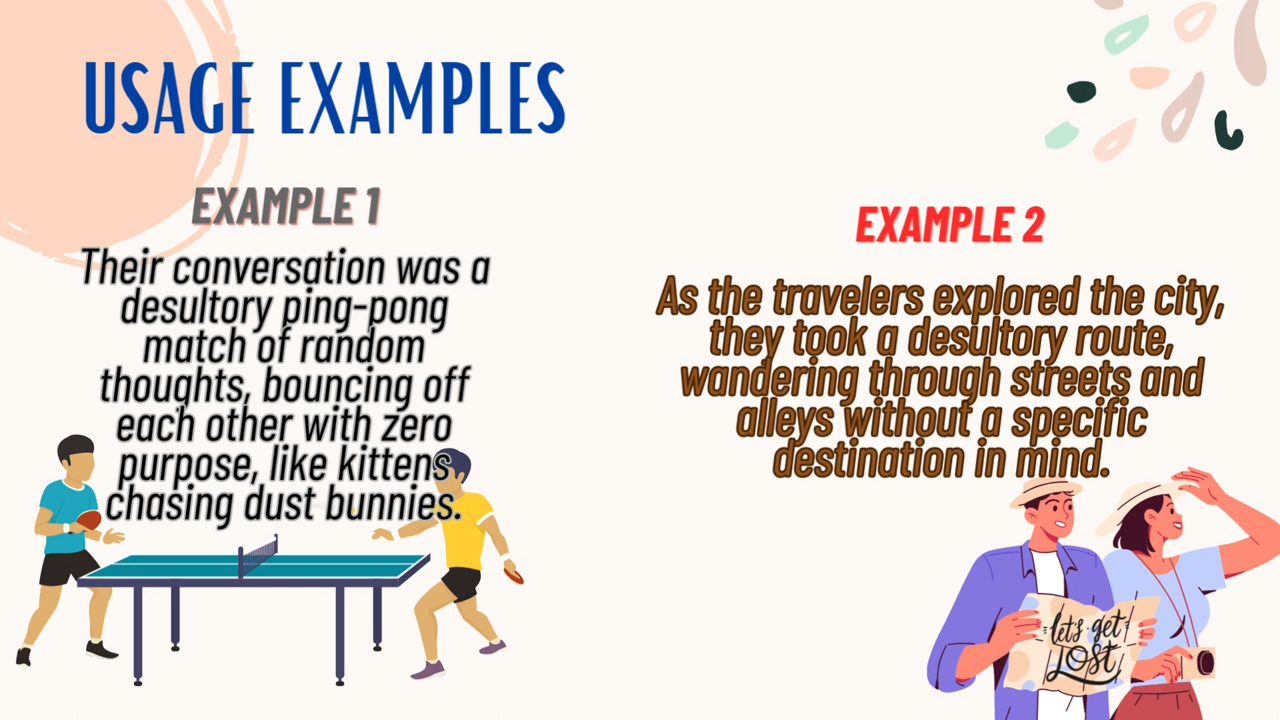 USAGE EXAMPLES
EXAMPLE 1
Their conversation was a
desultory ping-pong
match of random
thoughts, bouncing off
each other with zero
purpose, like kittens
chasing dust bunnies.
EXAMPLE 2
As the travelers explored the city,
they took a desultory route,
wandering through streets and
alleys without a specific
destination in mind.
let's get
LOST